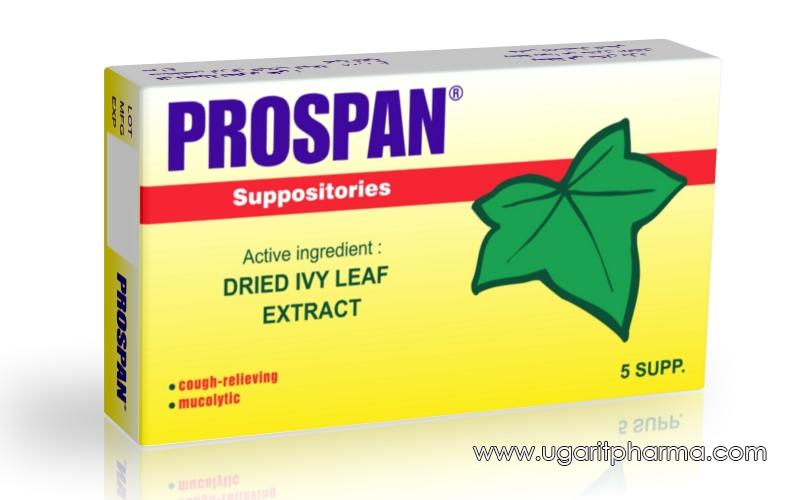 PROSPAN®
Suppositories
Active ingredient :
DRIED IVY LEAF
EXTRACT
• cough-relieving
• mucolytic
5 SUPP.
LOT
MFG
EXP
PROSPAN
www.ugaritpharma.com